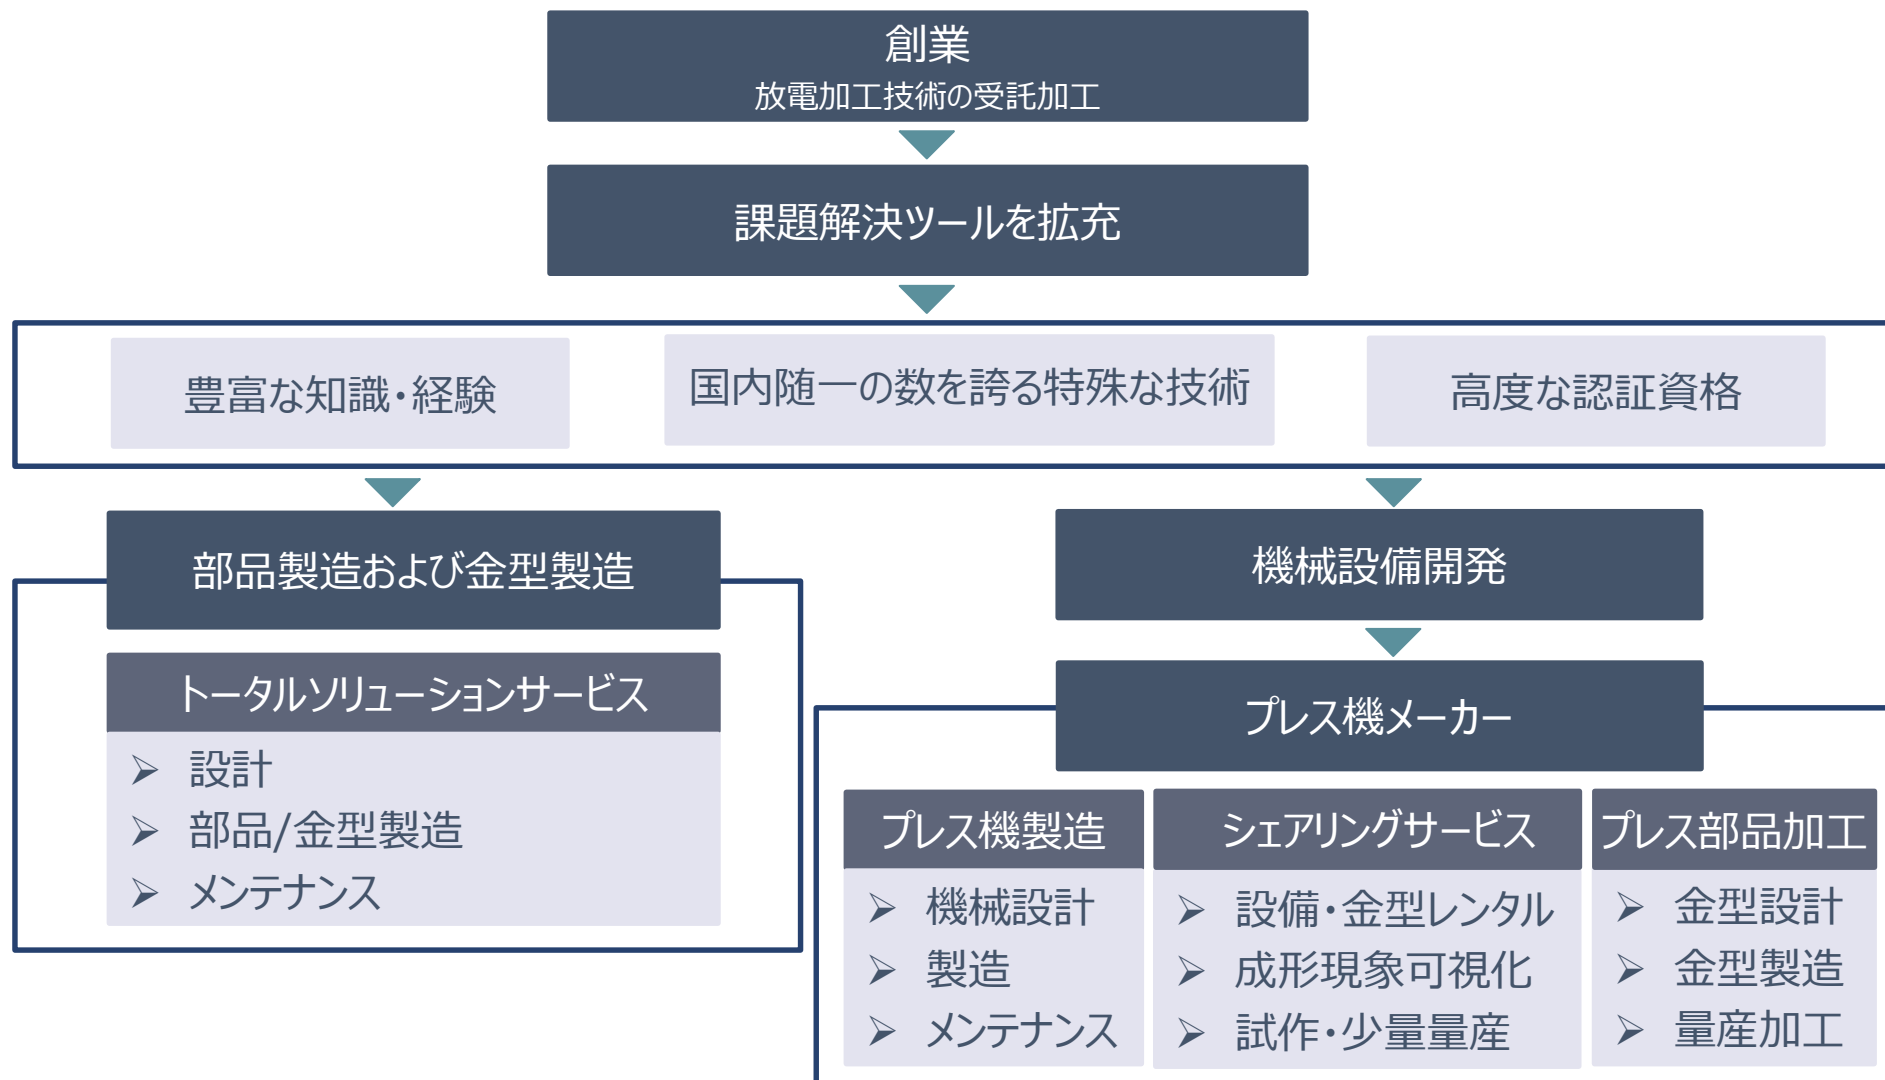 創業
放電加工技術の受託加工
課題解決ツールを拡充
豊富な知識・経験
国内随一の数を誇る特殊な技術
高度な認証資格
部品製造および金型製造
トータルソリューションサービス
➢ 設計
➢ 部品/金型製造
➢ メンテナンス
機械設備開発
プレス機メーカー
プレス機製造
➢ 機械設計
➢ 製造
➢ メンテナンス
シェアリングサービス
➢ 設備・金型レンタル
➢ 成形現象可視化
➢ 試作・少量量産
プレス部品加工
➢ 金型設計
➢ 金型製造
➢ 量産加工